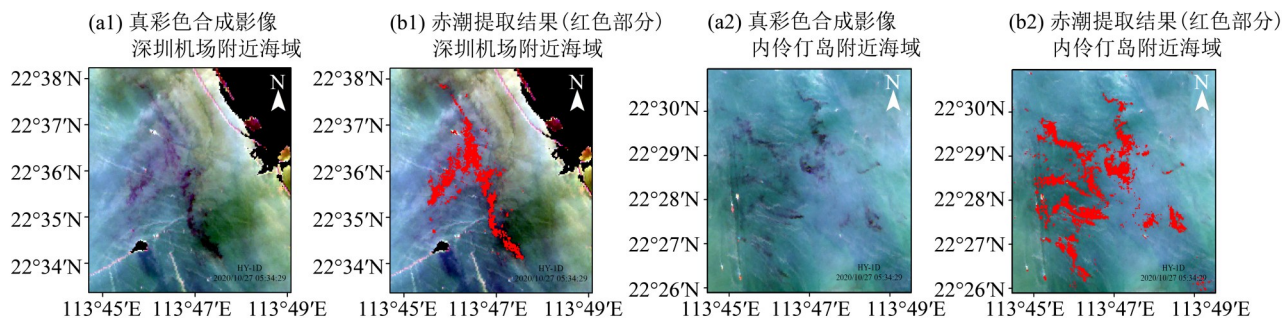 (a1) 真彩色合成影像
深圳机场附近海域
22°38′N
22°37′N
22°36′N
22°35′N
22°34′N
N
HY-1D
2020/10/27 05:34:29
113°45′E 113°47′E 113°49′E
(b1) 赤潮提取结果(红色部分)
深圳机场附近海域
22°38′N
22°37′N
22°36′N
22°35′N
22°34′N
N
HY-1D
2020/10/27 05:34:29
113°45′E 113°47′E 113°49′E
(a2) 真彩色合成影像
内伶仃岛附近海域
22°30′N
22°29′N
22°28′N
22°27′N
22°26′N
N
HY-1D
2020/10/27 05:34:29
113°45′E 113°47′E 113°49′E
(b2) 赤潮提取结果(红色部分)
内伶仃岛附近海域
22°30′N
22°29′N
22°28′N
22°27′N
22°26′N
N
HY-1D
2020/10/27 05:34:29
113°45′E 113°47′E 113°49′E